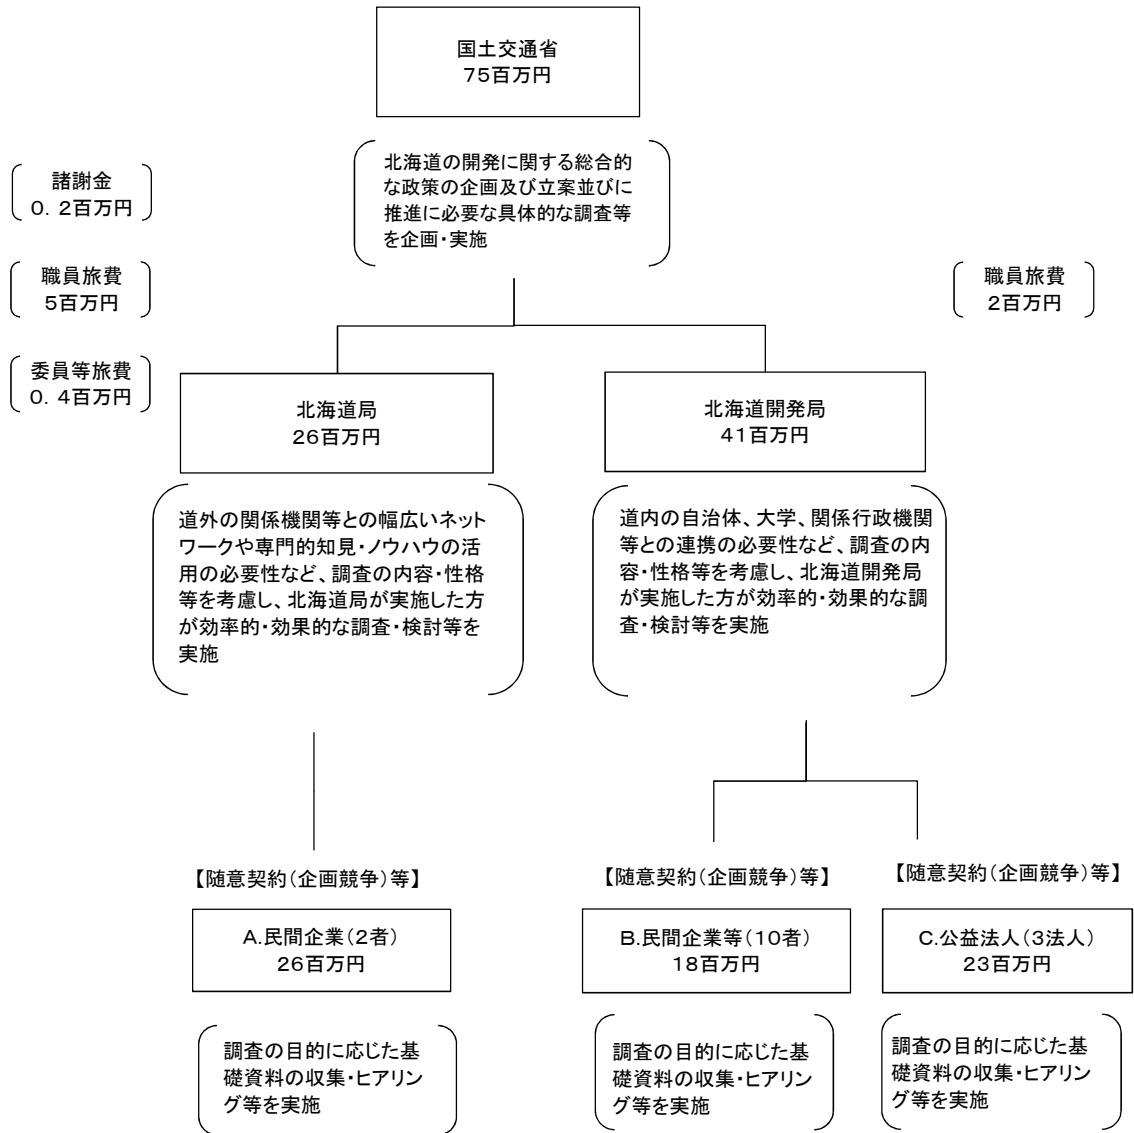 国土交通省
75百万円
北海道の開発に関する総合的
な政策の企画及び立案並びに
推進に必要な具体的な調査等
を企画・実施
諸謝金
0．2百万円
職員旅費
5百万円
委員等旅費
0．4百万円
職員旅費
2百万円
北海道局
26百万円
北海道開発局
41百万円
道外の関係機関等との幅広いネット
ワークや専門的知見・ノウハウの活
用の必要性など、調査の内容・性格
等を考慮し、北海道局が実施した方
が効率的・効果的な調査・検討等を
実施
道内の自治体、大学、関係行政機関
等との連携の必要性など、調査の内
容・性格等を考慮し、北海道開発局
が実施した方が効率的・効果的な調
査・検討等を実施
【随意契約（企画競争）等】
A.民間企業（2者）
26百万円
調査の目的に応じた基
礎資料の収集・ヒアリン
グ等を実施
【随意契約（企画競争）等】
B.民間企業等（10者）
18百万円
調査の目的に応じた基
礎資料の収集・ヒアリン
グ等を実施
【随意契約（企画競争）等】
C.公益法人（3法人）
23百万円
調査の目的に応じた基
礎資料の収集・ヒアリン
グ等を実施